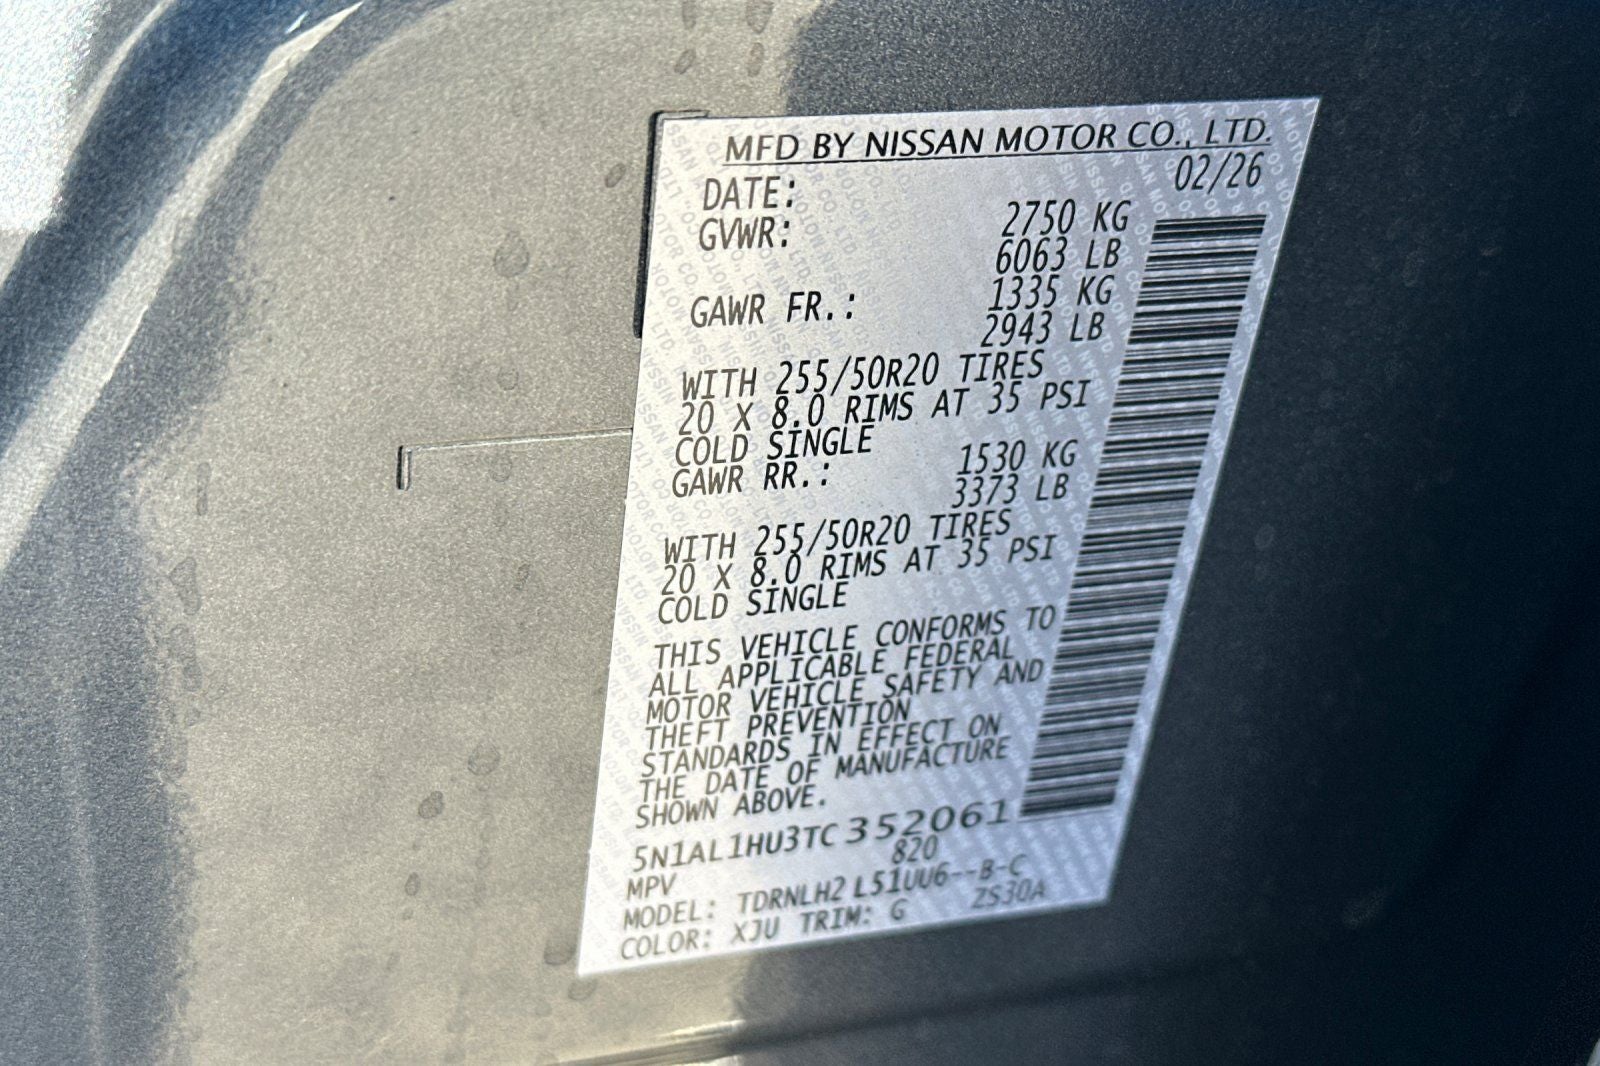 MFD BY NISSAN MOTOR CO., LTD.
DATE: 02/26
GVWR: 2750 KG
6063 LB
GAWR FR.: 1335 KG
2943 LB
WITH 255/50R20 TIRES
20 X 8.0 RIMS AT 35 PSI
COLD SINGLE
GAWR RR.: 1530 KG
3373 LB
WITH 255/50R20 TIRES
20 X 8.0 RIMS AT 35 PSI
COLD SINGLE
THIS VEHICLE CONFORMS TO
ALL APPLICABLE FEDERAL
MOTOR VEHICLE SAFETY AND
THEFT PREVENTION
STANDARDS IN EFFECT ON
THE DATE OF MANUFACTURE
SHOWN ABOVE.
5N1AL1HU3TC352061
MPV 820
MODEL: TDRNLH2 L51UU6--B-C
COLOR: XJU TRIM: G ZS30A